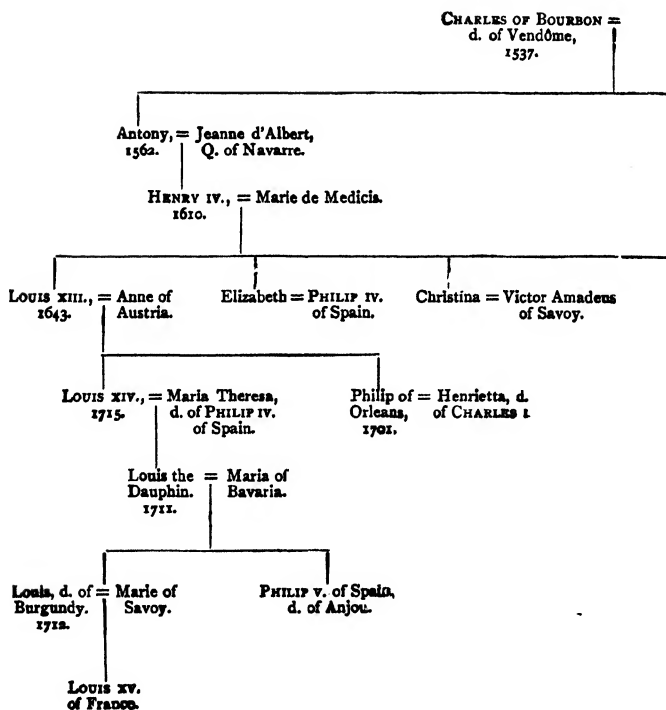 CHARLES OF BOURBON =
d. of Vendôme,
1537.
Antony, = Jeanne d'Albert,
1562. Q. of Navarre.
HENRY IV., = Marie de Medicis.
1610.
LOUIS XIII., = Anne of
1643. Austria.
Elizabeth = PHILIP IV.
of Spain.
Christina = Victor Amadeus
of Savoy.
LOUIS XIV., = Maria Theresa,
1715. d. of PHILIP IV.
of Spain.
Philip of = Henrietta, d.
Orleans, of CHARLES I.
1701.
Louis the = Maria of
Dauphin. Bavaria.
1711.
Louis, d. of = Marie of
Burgundy. Savoy.
1712.
PHILIP V. of Spain,
d. of Anjou.
LOUIS XV.
of France.